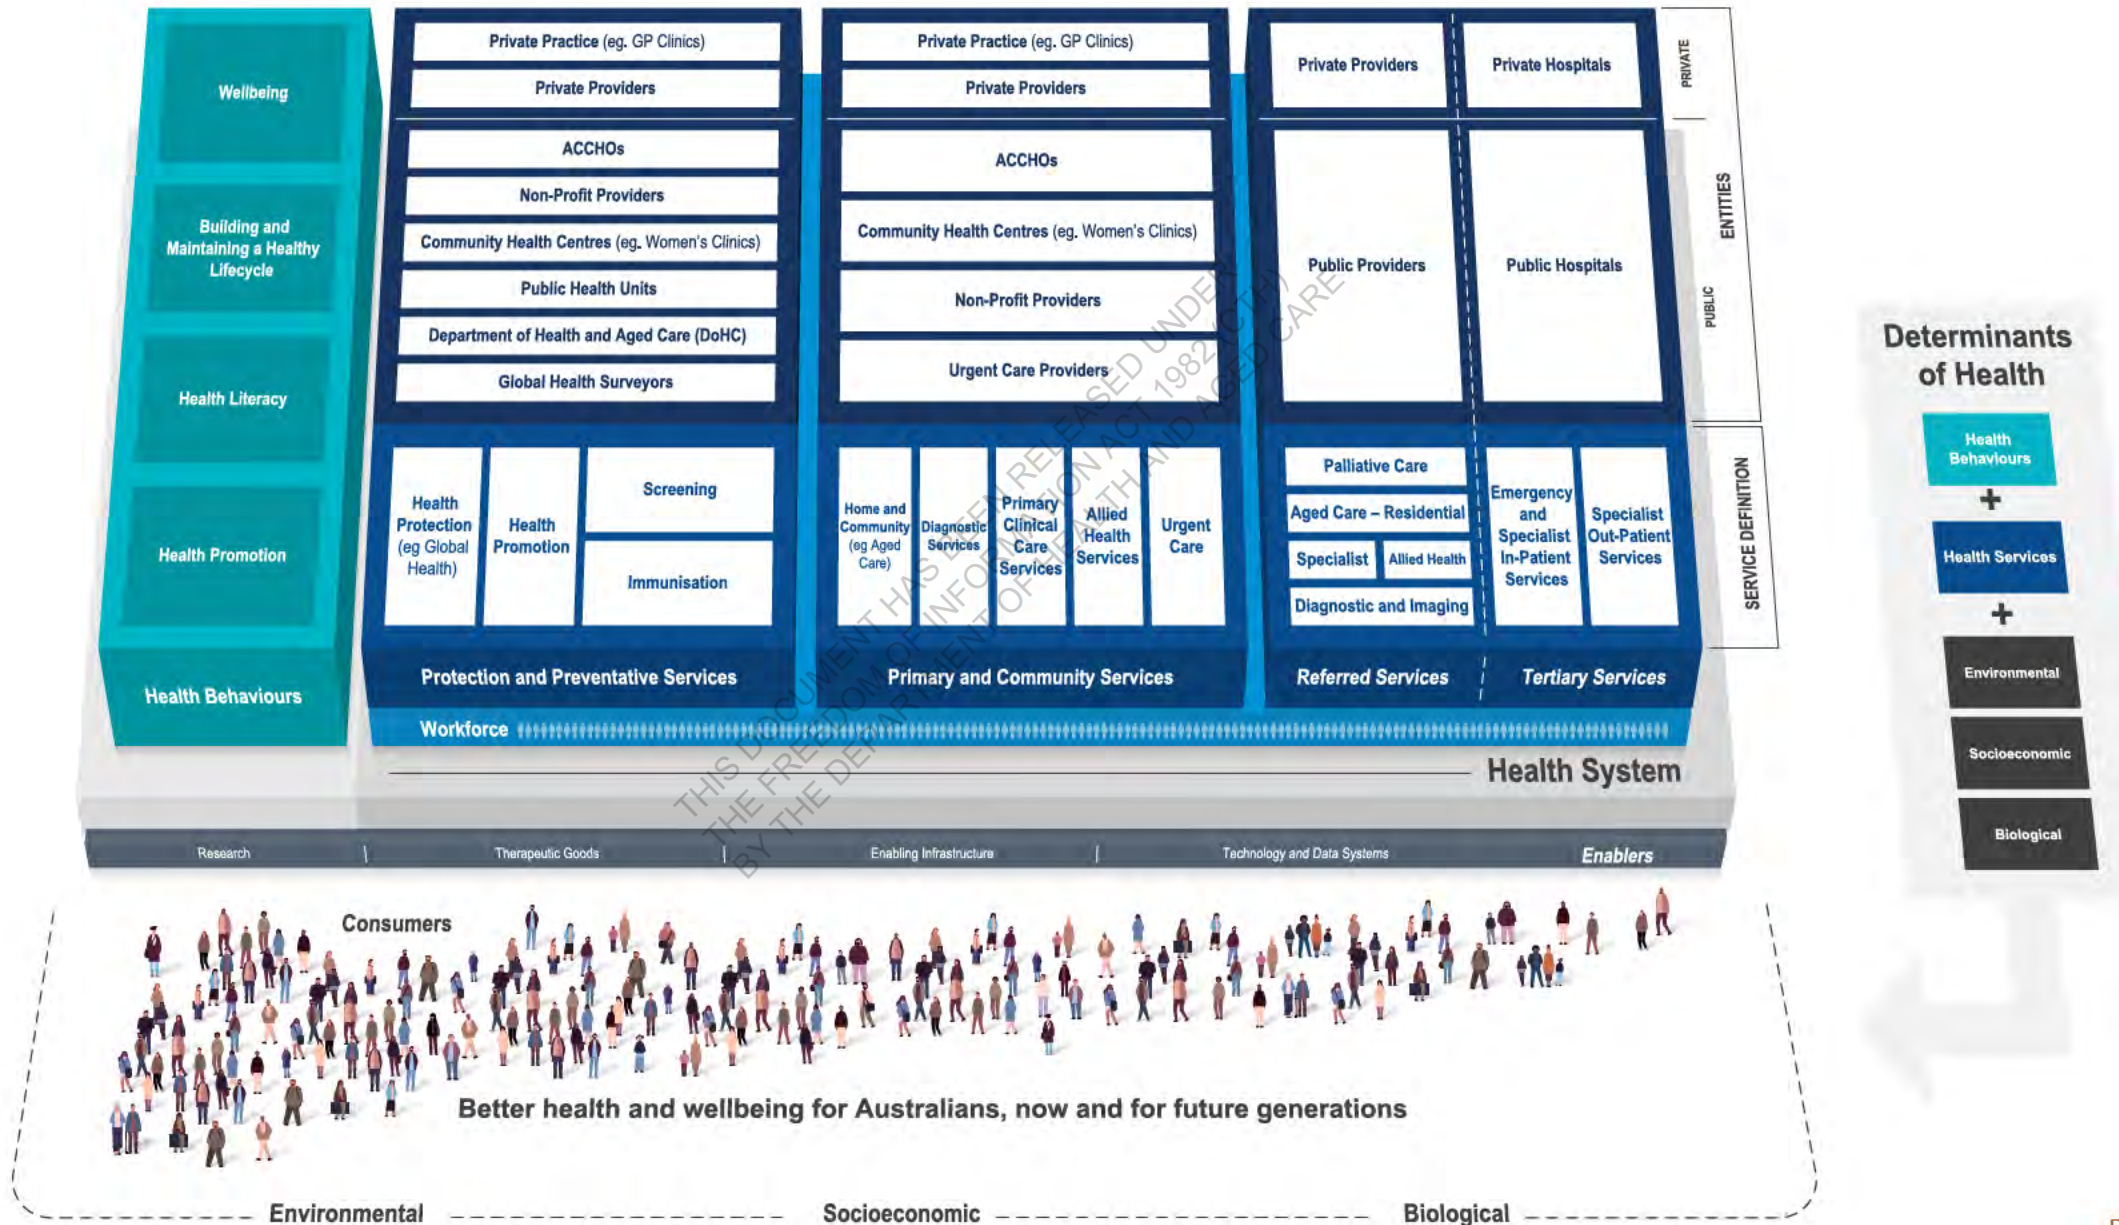 Wellbeing
Building and
Maintaining a Healthy
Lifecycle
Health Literacy
Health Promotion
Health Behaviours
Private Practice (eg. GP Clinics)
Private Providers
ACCHOs
Non-Profit Providers
Community Health Centres (eg. Women's Clinics)
Public Health Units
Department of Health and Aged Care (DoHC)
Global Health Surveyors
Health
Protection
(eg Global
Health)
Health
Promotion
Screening
Immunisation
Protection and Preventative Services
Private Practice (eg. GP Clinics)
Private Providers
ACCHOs
Community Health Centres (eg. Women's Clinics)
Non-Profit Providers
Urgent Care Providers
Home and
Community
(eg Aged
Care)
Diagnostic
Services
Primary
Clinical
Care
Services
Allied
Health
Services
Urgent
Care
Primary and Community Services
Private Providers
Private Hospitals
Public Providers
Public Hospitals
Palliative Care
Aged Care – Residential
Specialist
Allied Health
Diagnostic and Imaging
Emergency
and
Specialist
In-Patient
Services
Specialist
Out-Patient
Services
Referred Services
Tertiary Services
PRIVATE
PUBLIC
ENTITIES
SERVICE DEFINITION
Workforce
Health System
Research
Therapeutic Goods
Enabling Infrastructure
Technology and Data Systems
Enablers
Consumers
Better health and wellbeing for Australians, now and for future generations
Environmental
Socioeconomic
Biological
Determinants
of Health
Health
Behaviours
+
Health Services
+
Environmental
Socioeconomic
Biological
THIS DOCUMENT HAS BEEN RELEASED UNDER
THE FREEDOM OF INFORMATION ACT 1982 (CTH)
BY THE DEPARTMENT OF HEALTH AND AGED CARE